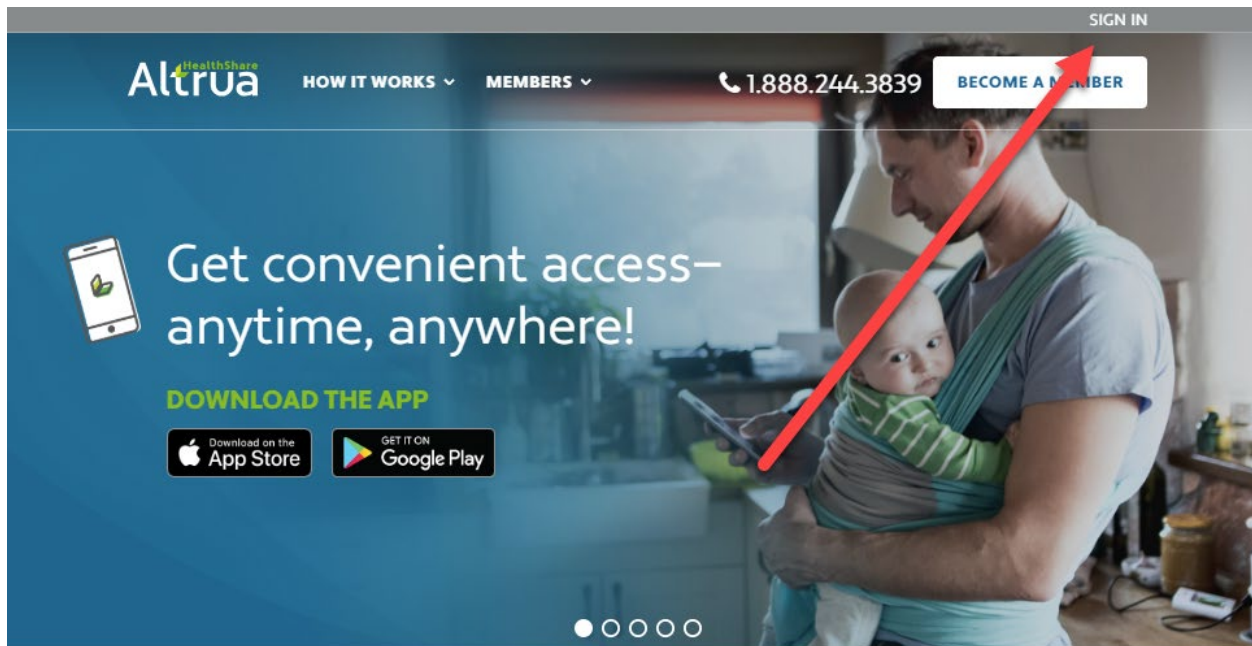 SIGN IN
Altrua
HealthShare
HOW IT WORKS
MEMBERS
1.888.244.3839
BECOME A MEMBER
Get convenient access–
anytime, anywhere!
DOWNLOAD THE APP
Download on the
App Store
GET IT ON
Google Play